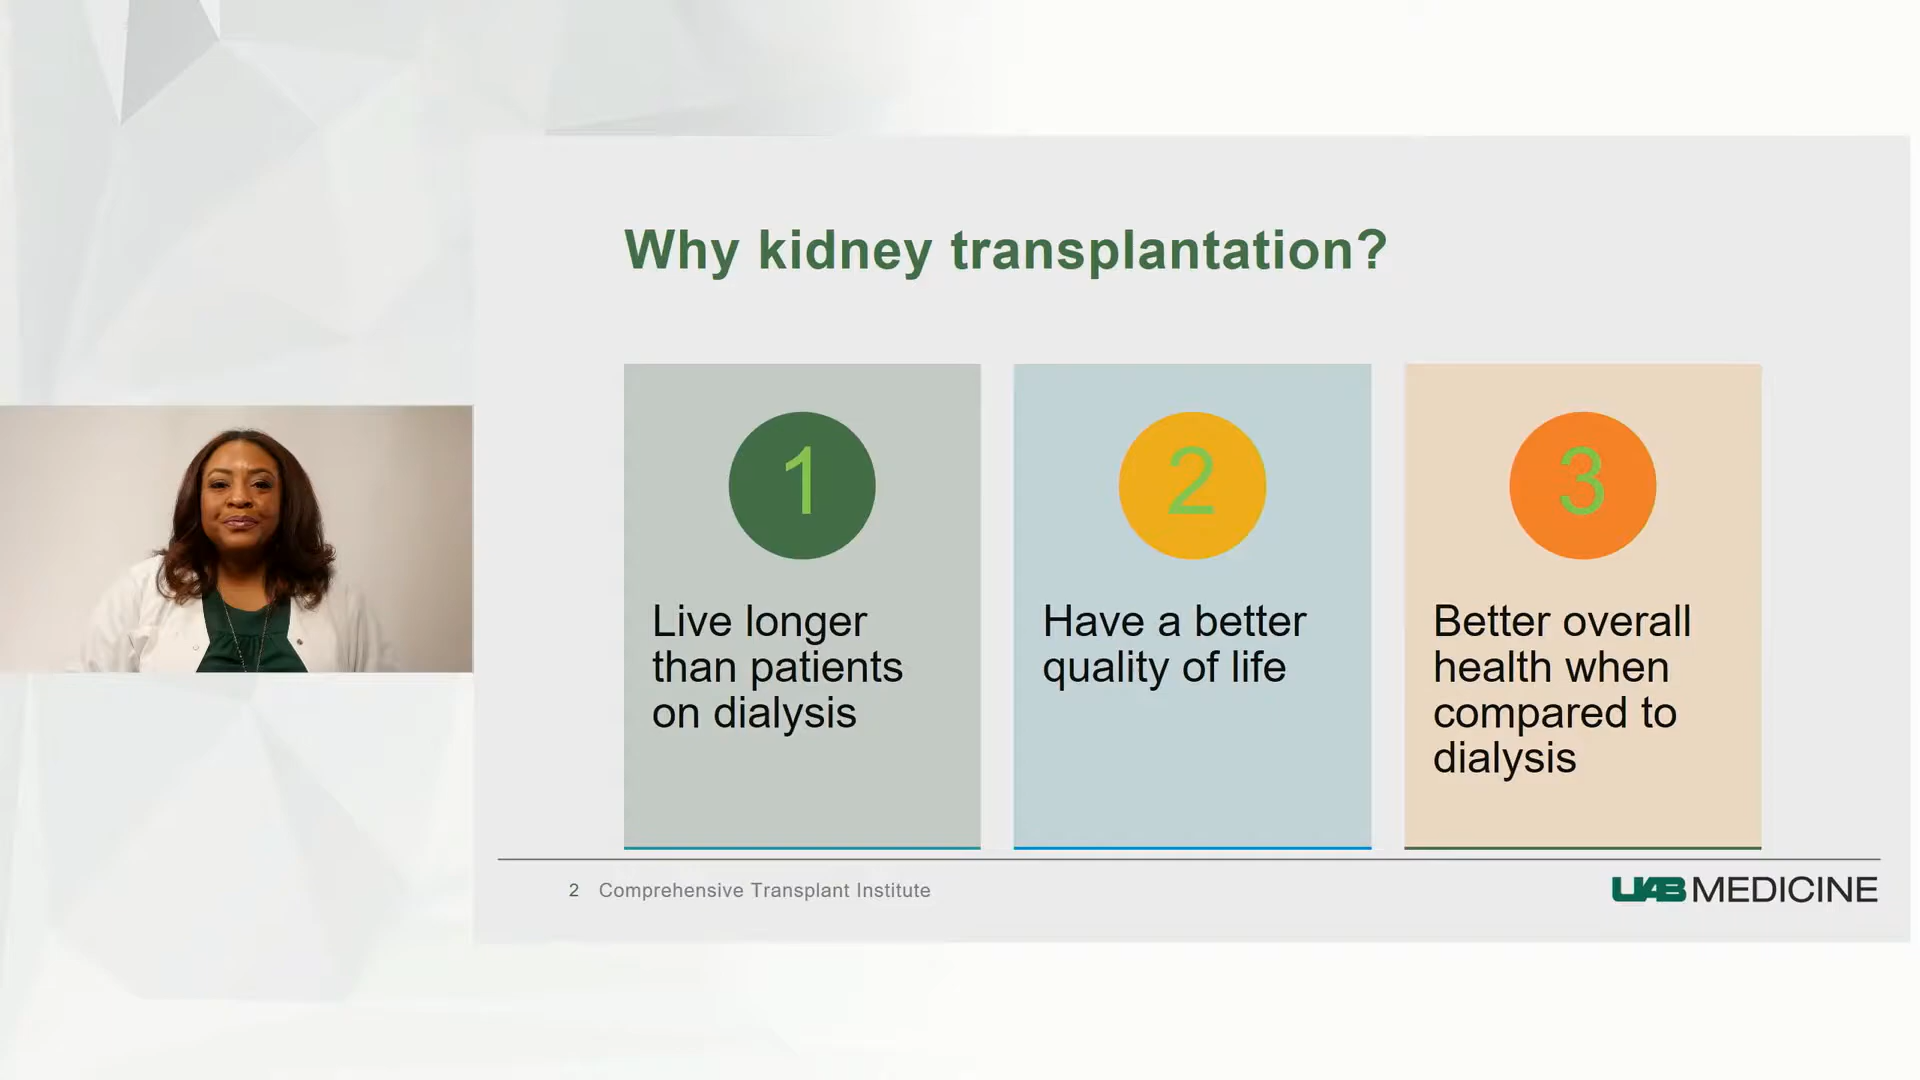 Why kidney transplantation?
1
Live longer
than patients
on dialysis
2
Have a better
quality of life
3
Better overall
health when
compared to
dialysis
2 Comprehensive Transplant Institute
UAB MEDICINE